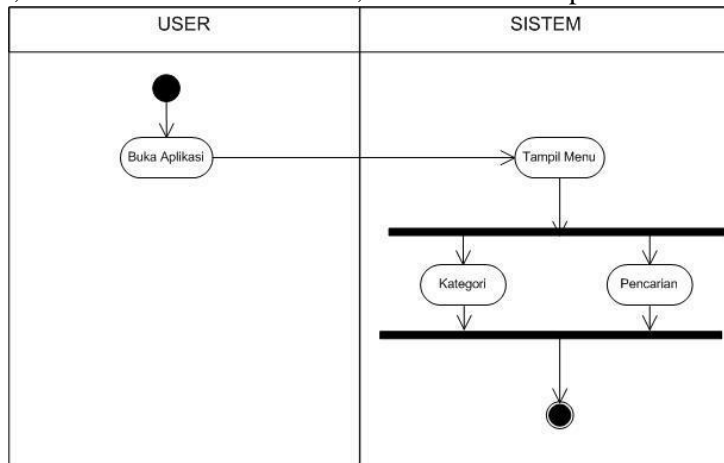 USER
SISTEM
Buka Aplikasi
Tampil Menu
Kategori
Pencarian